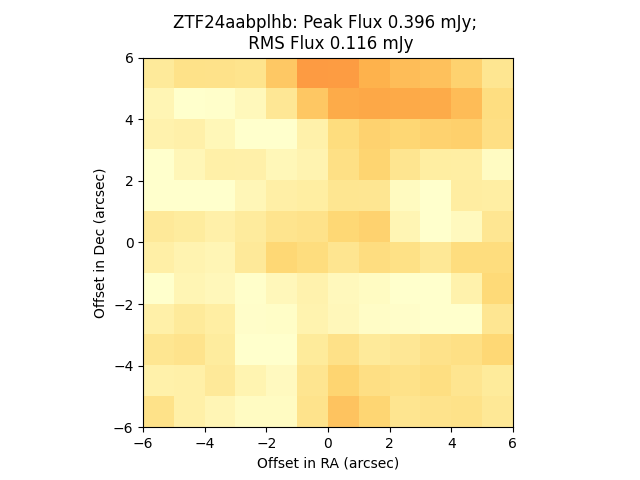 ZTF24aabplhb: Peak Flux 0.396 mJy;
RMS Flux 0.116 mJy
6
4
2
0
−2
−4
−6
Offset in Dec (arcsec)
−6 −4 −2 0 2 4 6
Offset in RA (arcsec)